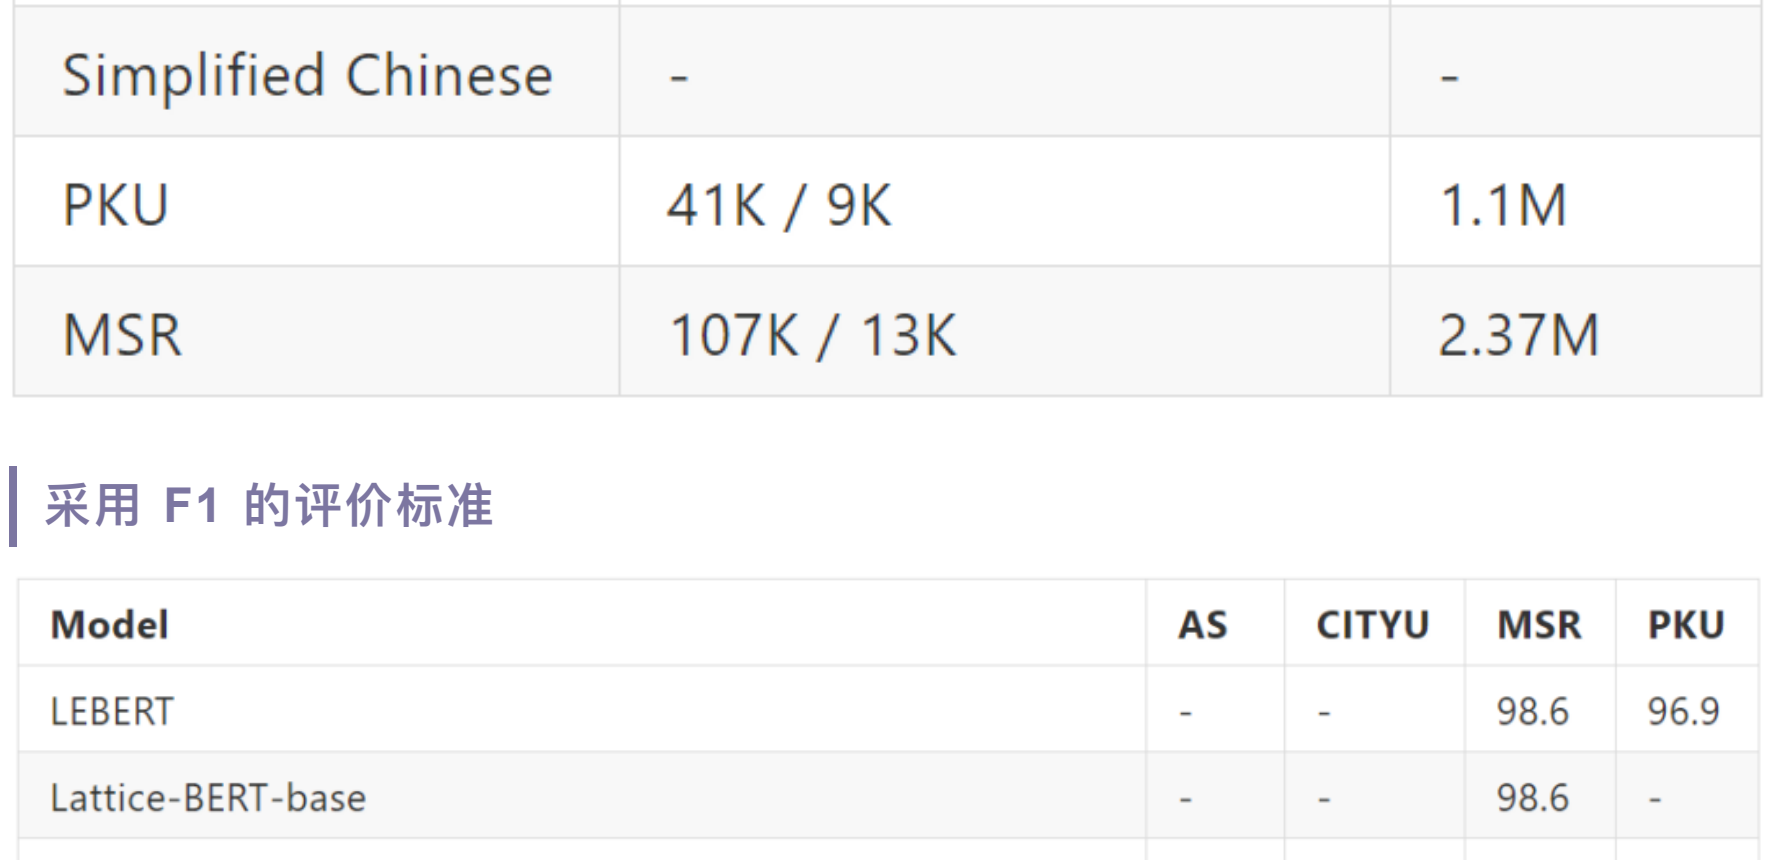 Simplified Chinese - -
PKU 41K / 9K 1.1M
MSR 107K / 13K 2.37M
采用 F1 的评价标准
Model AS CITYU MSR PKU
LEBERT - - 98.6 96.9
Lattice-BERT-base - - 98.6 -